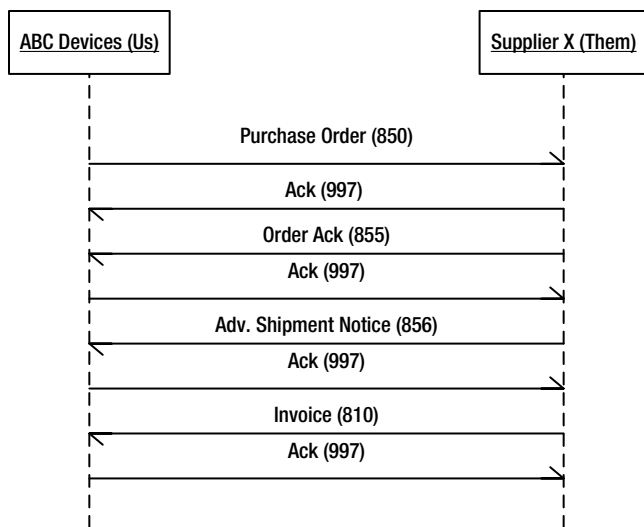 ABC Devices (Us)
Supplier X (Them)
Purchase Order (850)
Ack (997)
Order Ack (855)
Ack (997)
Adv. Shipment Notice (856)
Ack (997)
Invoice (810)
Ack (997)